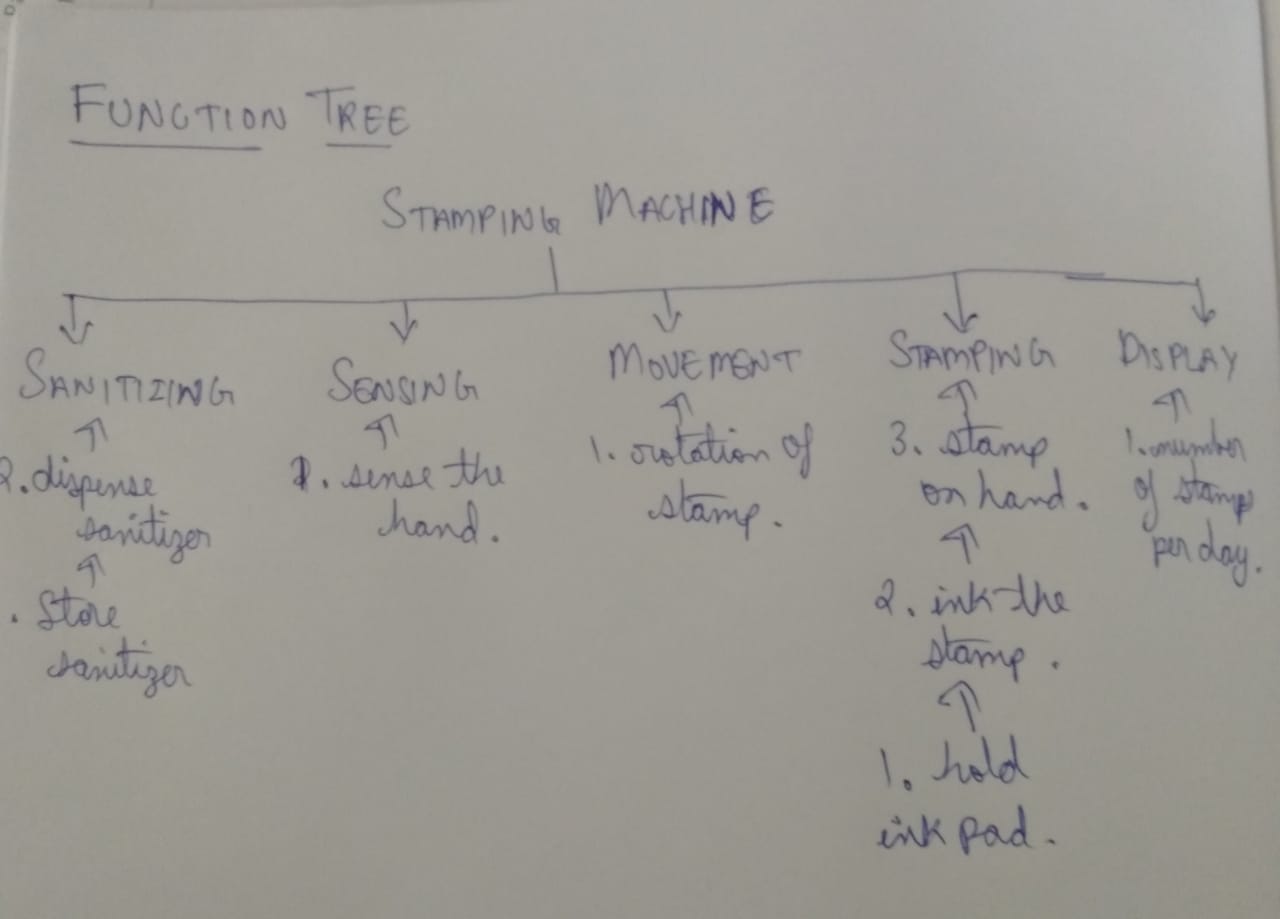 FUNCTION TREE
STAMPING MACHINE
SANITIZING
2. dispense
sanitizer
. Store
sanitizer
SENSING
1. sense the
hand.
MOVEMENT
1. rotation of
stamp.
STAMPING
3. stamp
on hand.
2. ink the
stamp.
1. hold
ink pad.
DISPLAY
1. number
of stamps
per day.